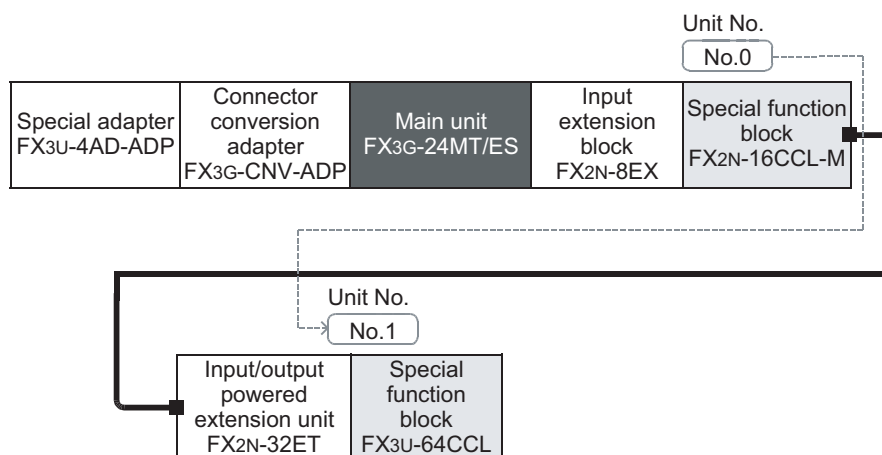 Unit No.
No.0
Special adapter
FX3U-4AD-ADP
Connector
conversion
adapter
FX3G-CNV-ADP
Main unit
FX3G-24MT/ES
Input
extension
block
FX2N-8EX
Special function
block
FX2N-16CCL-M
Unit No.
No.1
Input/output
powered
extension unit
FX2N-32ET
Special
function
block
FX3U-64CCL